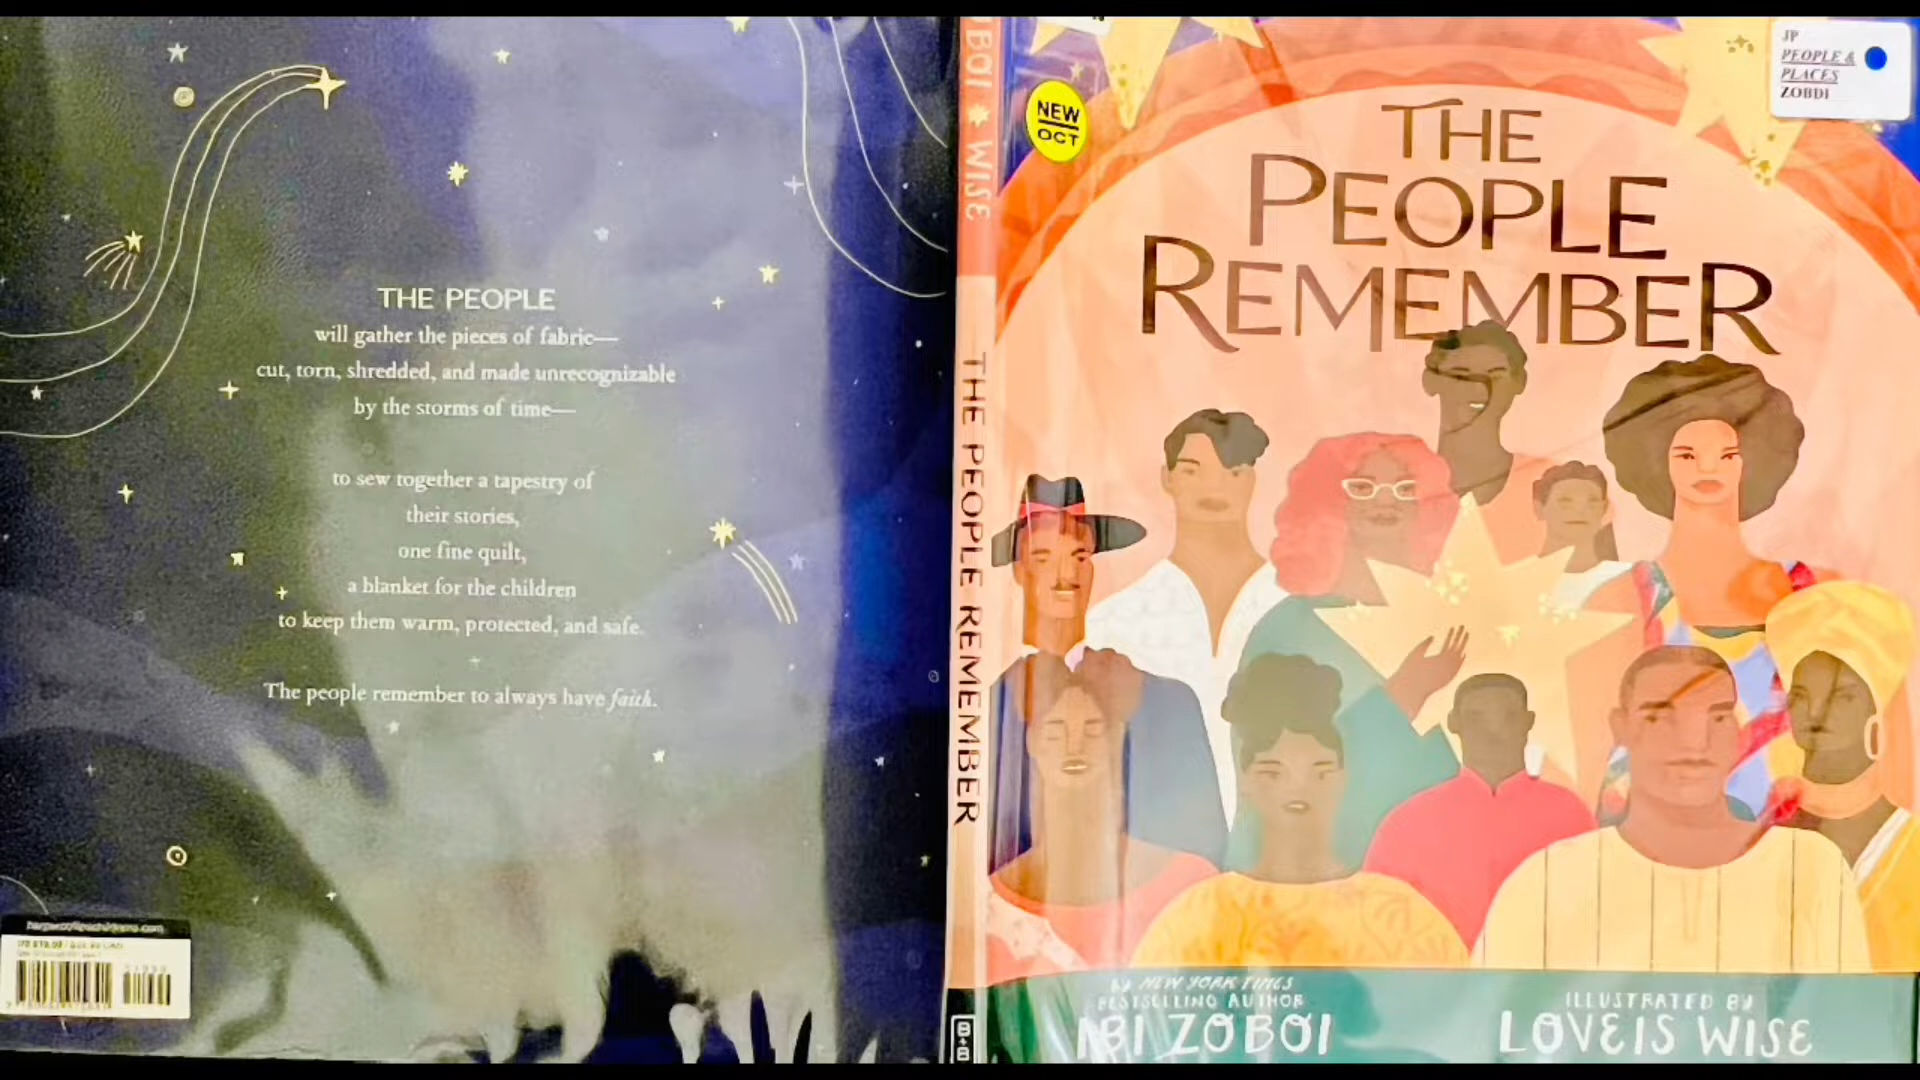 THE PEOPLE
will gather the pieces of fabric—
cut, torn, shredded, and made unrecognizable
by the storms of time—
to sew together a tapestry of
their stories,
one fine quilt,
a blanket for the children
to keep them warm, protected, and safe.
The people remember to always have faith.
ZOBOI * WISE
THE PEOPLE REMEMBER
B+B
NEW
OCT
JP
PEOPLE &
PLACES
ZOBDI
THE
PEOPLE
REMEMBER
BY NEW YORK TIMES
BESTSELLING AUTHOR
IBI ZOBOI
ILLUSTRATED BY
LOVEIS WISE